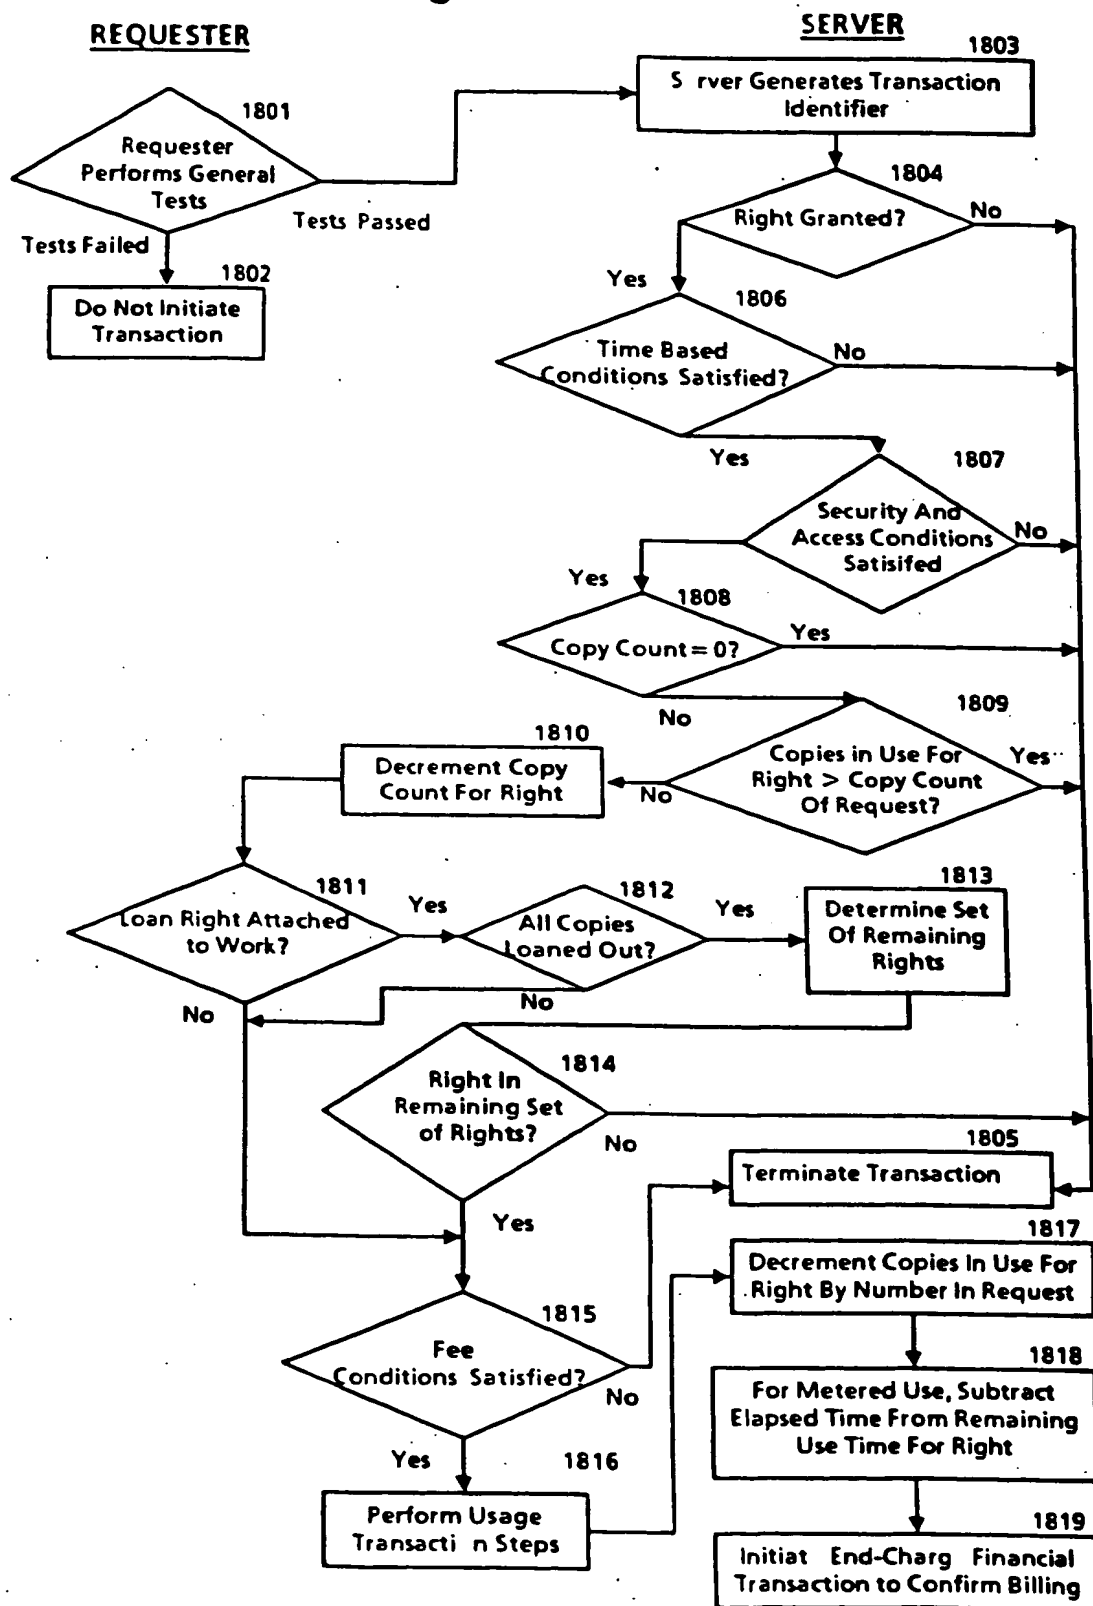 REQUESTER
SERVER
1803
S rver Generates Transaction
Identifier
1801
Requester
Performs General
Tests
Tests Passed
Tests Failed
1802
Do Not Initiate
Transaction
1804
Right Granted?
No
Yes
1806
Time Based
Conditions Satisfied?
No
Yes
1807
Security And
Access Conditions
Satisifed
No
Yes
1808
Copy Count = 0?
Yes
No
1809
Copies in Use For
Right > Copy Count
Of Request?
Yes
No
1810
Decrement Copy
Count For Right
1811
Loan Right Attached
to Work?
Yes
No
1812
All Copies
Loaned Out?
Yes
No
1813
Determine Set
Of Remaining
Rights
1814
Right In
Remaining Set
of Rights?
No
Yes
1805
Terminate Transaction
1815
Fee
Conditions Satisfied?
No
Yes
1816
Perform Usage
Transacti n Steps
1817
Decrement Copies In Use For
Right By Number In Request
1818
For Metered Use, Subtract
Elapsed Time From Remaining
Use Time For Right
1819
Initiat End-Charg Financial
Transaction to Confirm Billing